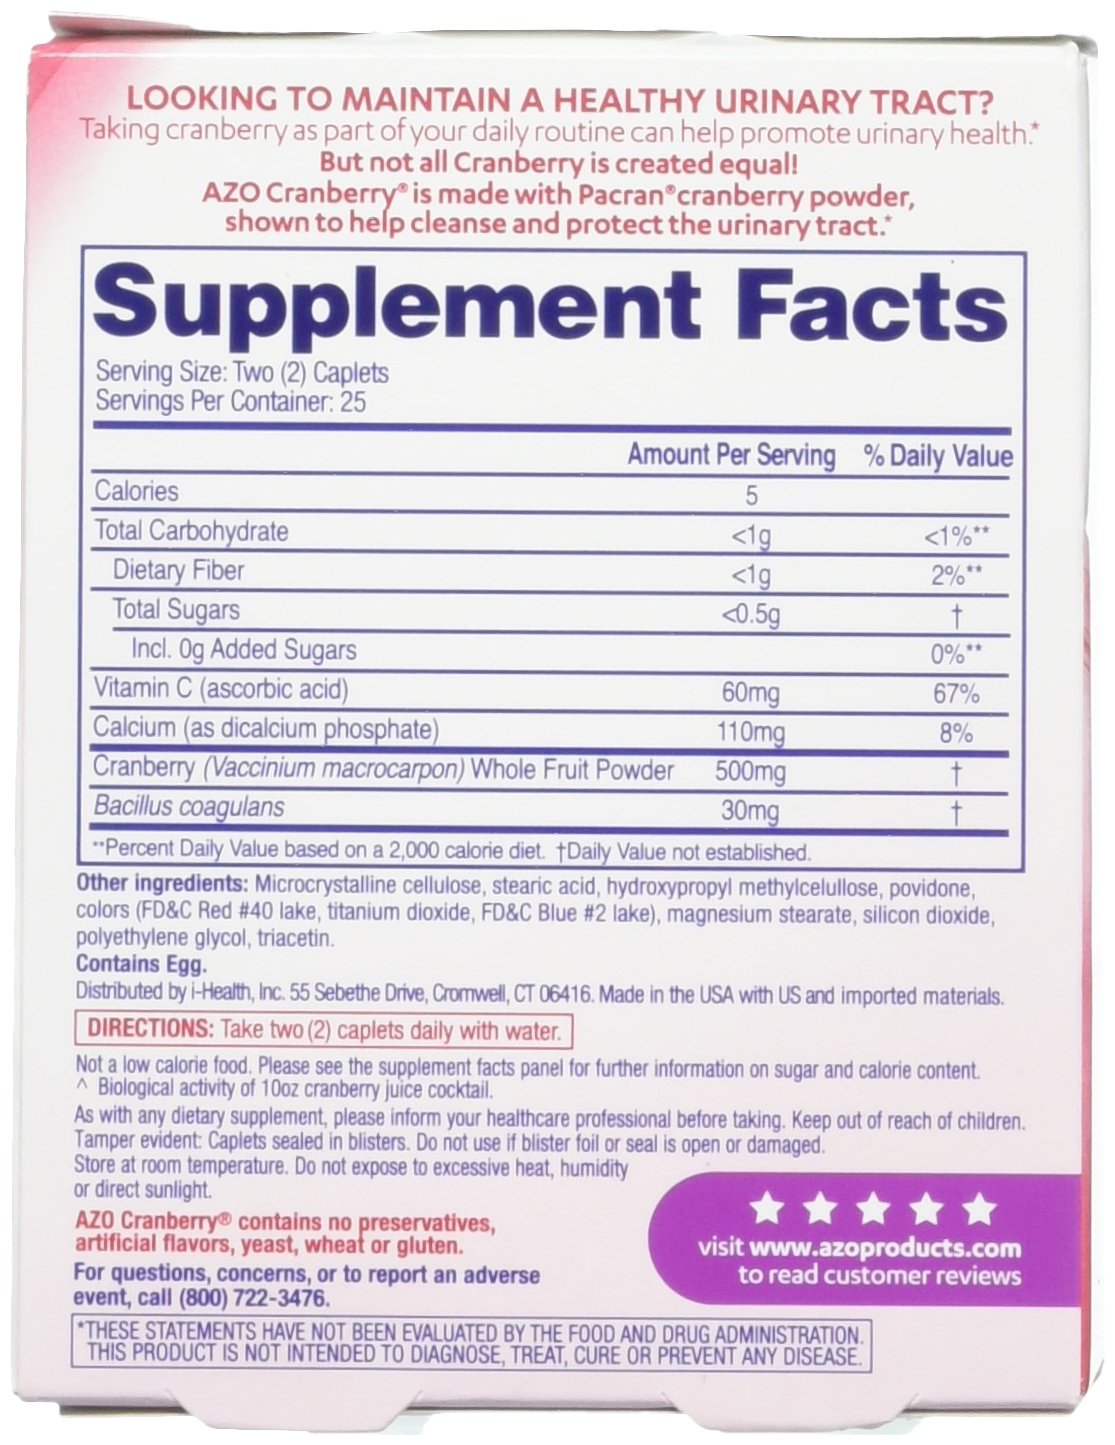 LOOKING TO MAINTAIN A HEALTHY URINARY TRACT?
Taking cranberry as part of your daily routine can help promote urinary health.*
But not all Cranberry is created equal!
AZO Cranberry® is made with Pacran® cranberry powder,
shown to help cleanse and protect the urinary tract.*
Supplement Facts
Serving Size: Two (2) Caplets
Servings Per Container: 25
Amount Per Serving % Daily Value
Calories 5
Total Carbohydrate <1g <1%**
Dietary Fiber <1g 2%**
Total Sugars <0.5g †
Incl. 0g Added Sugars 0%**
Vitamin C (ascorbic acid) 60mg 67%
Calcium (as dicalcium phosphate) 110mg 8%
Cranberry (Vaccinium macrocarpon) Whole Fruit Powder 500mg †
Bacillus coagulans 30mg †
**Percent Daily Value based on a 2,000 calorie diet. †Daily Value not established.
Other ingredients: Microcrystalline cellulose, stearic acid, hydroxypropyl methylcelullose, povidone,
colors (FD&C Red #40 lake, titanium dioxide, FD&C Blue #2 lake), magnesium stearate, silicon dioxide,
polyethylene glycol, triacetin.
Contains Egg.
Distributed by i-Health, Inc. 55 Sebethe Drive, Cromwell, CT 06416. Made in the USA with US and imported materials.
DIRECTIONS: Take two (2) caplets daily with water.
Not a low calorie food. Please see the supplement facts panel for further information on sugar and calorie content.
^ Biological activity of 10oz cranberry juice cocktail.
As with any dietary supplement, please inform your healthcare professional before taking. Keep out of reach of children.
Tamper evident: Caplets sealed in blisters. Do not use if blister foil or seal is open or damaged.
Store at room temperature. Do not expose to excessive heat, humidity
or direct sunlight.
AZO Cranberry® contains no preservatives,
artificial flavors, yeast, wheat or gluten.
For questions, concerns, or to report an adverse
event, call (800) 722-3476.
visit www.azoproducts.com
to read customer reviews
*THESE STATEMENTS HAVE NOT BEEN EVALUATED BY THE FOOD AND DRUG ADMINISTRATION.
THIS PRODUCT IS NOT INTENDED TO DIAGNOSE, TREAT, CURE OR PREVENT ANY DISEASE.